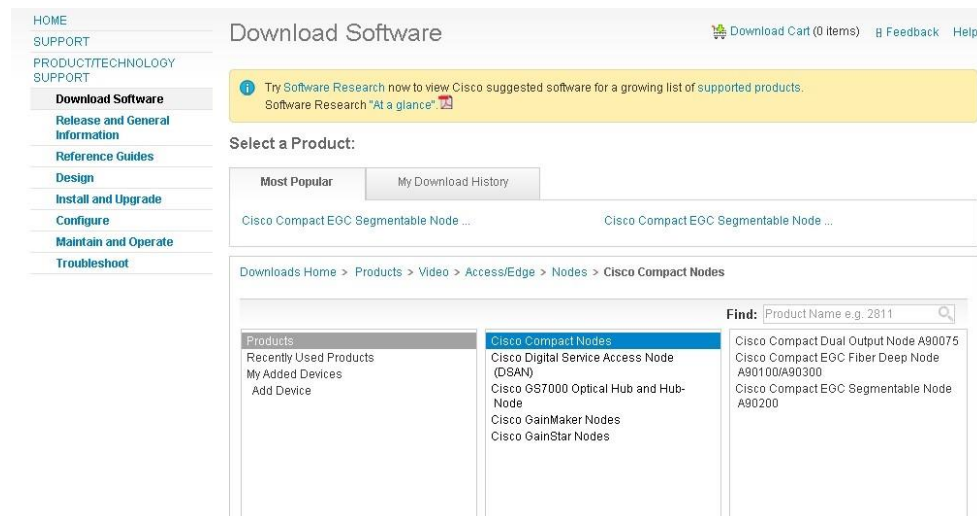 HOME
SUPPORT
PRODUCT/TECHNOLOGY
SUPPORT
Download Software
Release and General
Information
Reference Guides
Design
Install and Upgrade
Configure
Maintain and Operate
Troubleshoot
Download Software
Download Cart (0 items) Feedback Help
Try Software Research now to view Cisco suggested software for a growing list of supported products.
Software Research "At a glance".
Select a Product:
Most Popular My Download History
Cisco Compact EGC Segmentable Node ... Cisco Compact EGC Segmentable Node ...
Downloads Home > Products > Video > Access/Edge > Nodes > Cisco Compact Nodes
Find: Product Name e.g. 2811
Products
Recently Used Products
My Added Devices
Add Device
Cisco Compact Nodes
Cisco Digital Service Access Node
(DSAN)
Cisco GS7000 Optical Hub and Hub-
Node
Cisco GainMaker Nodes
Cisco GainStar Nodes
Cisco Compact Dual Output Node A90075
Cisco Compact EGC Fiber Deep Node
A90100/A90300
Cisco Compact EGC Segmentable Node
A90200